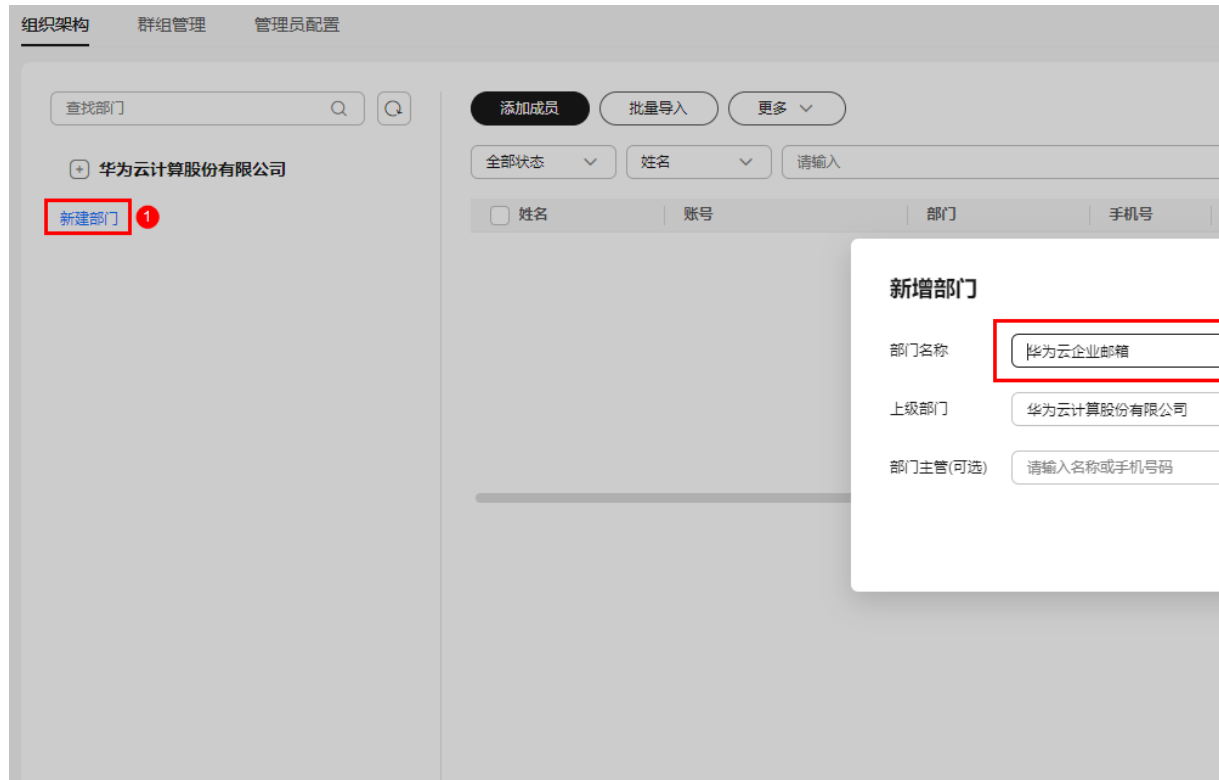 组织架构 群组管理 管理员配置
查找部门 添加成员 批量导入 更多
华为云计算股份有限公司 全部状态 姓名 请输入
新建部门 1 姓名 账号 部门 手机号
新增部门
部门名称 华为云企业邮箱
上级部门 华为云计算股份有限公司
部门主管(可选) 请输入名称或手机号码